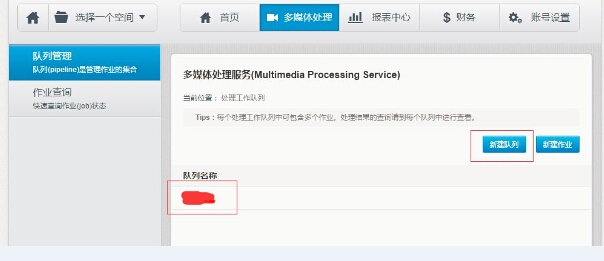 选择一个空间 首页 多媒体处理 报表中心 $ 财务 账号设置
队列管理
队列(pipeline)是管理作业的集合
作业查询
快速查询作业(job)状态
多媒体处理服务(Multimedia Processing Service)
当前位置： 处理工作队列
Tips：每个处理工作队列中可包含多个作业。处理结果的查询请到每个队列中进行查看。
新建队列 新建作业
队列名称